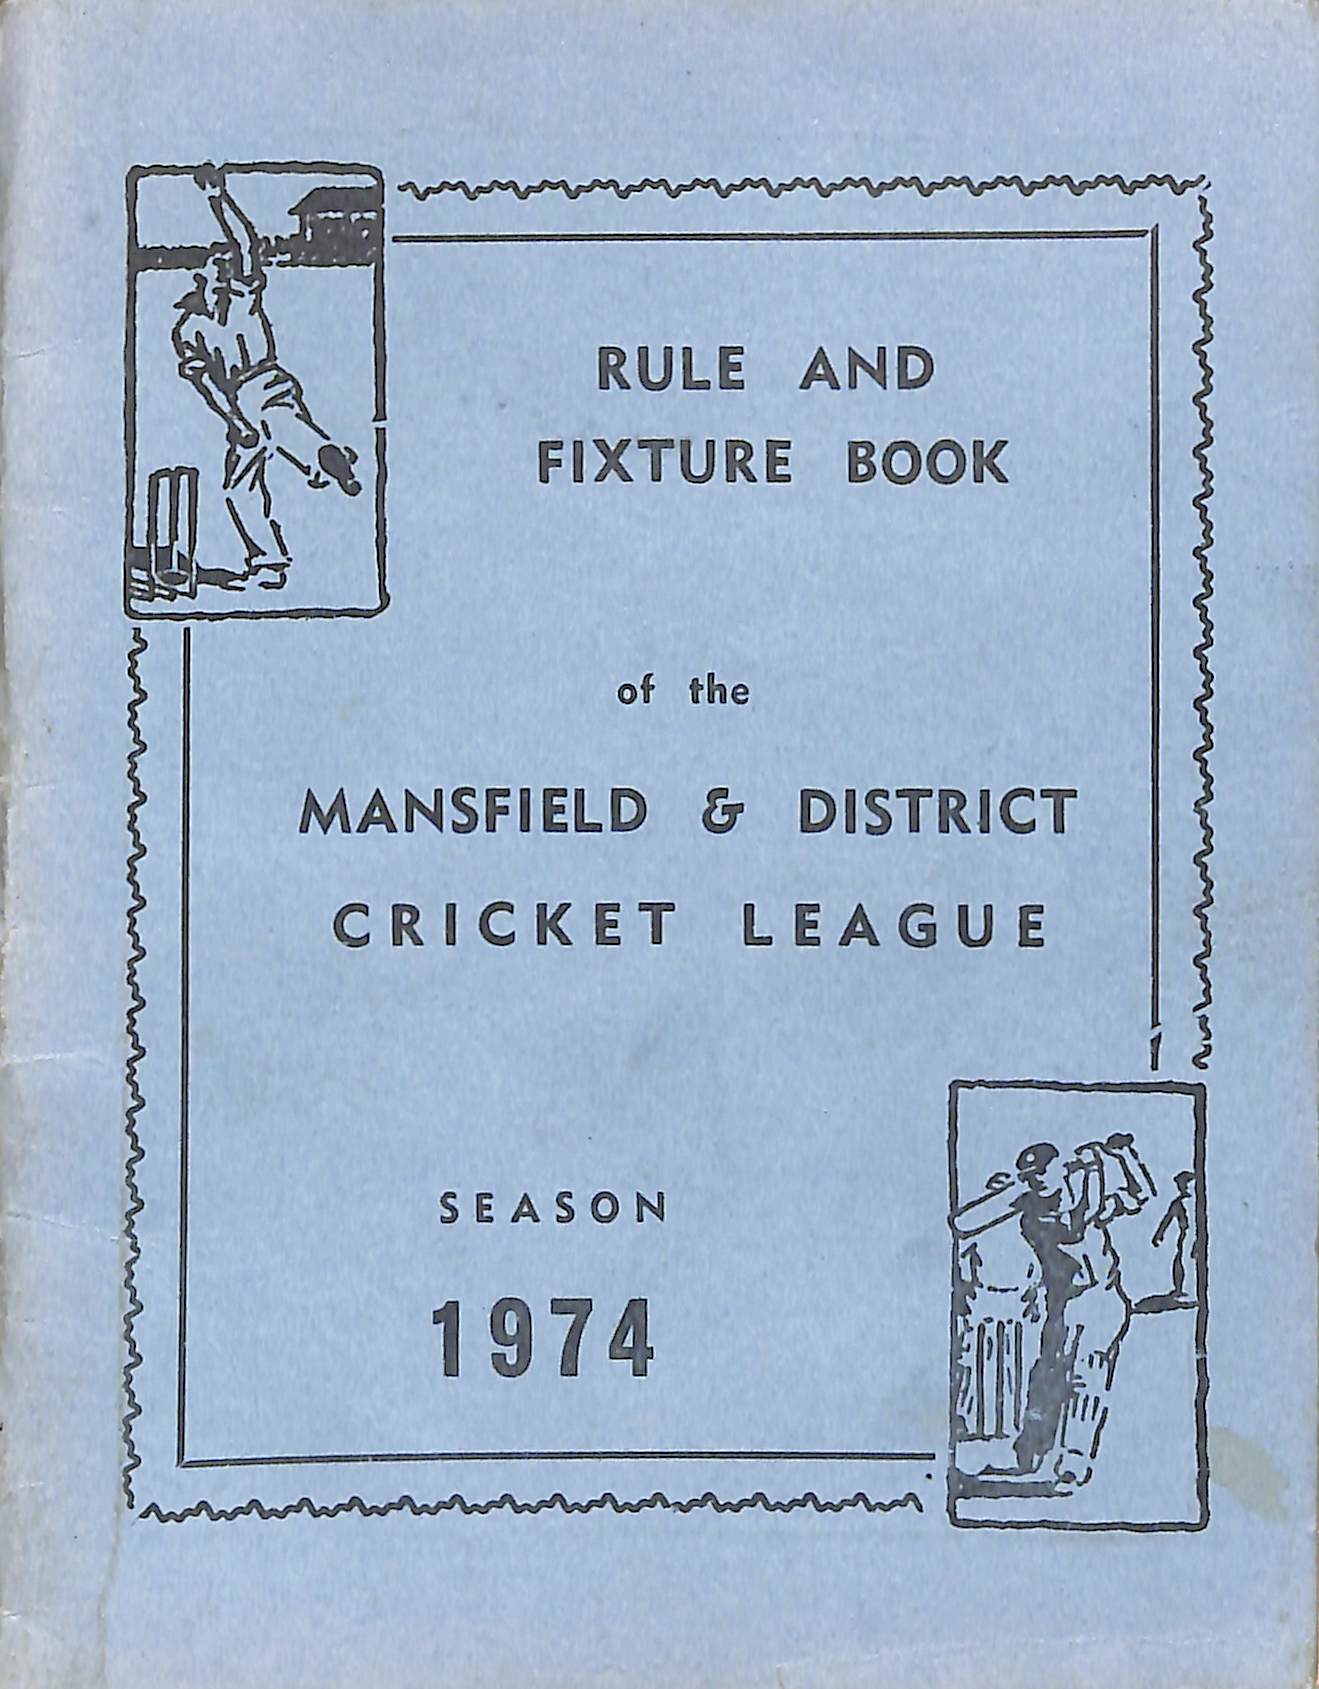 RULE AND
FIXTURE BOOK
of the
MANSFIELD & DISTRICT
CRICKET LEAGUE
SEASON
1974